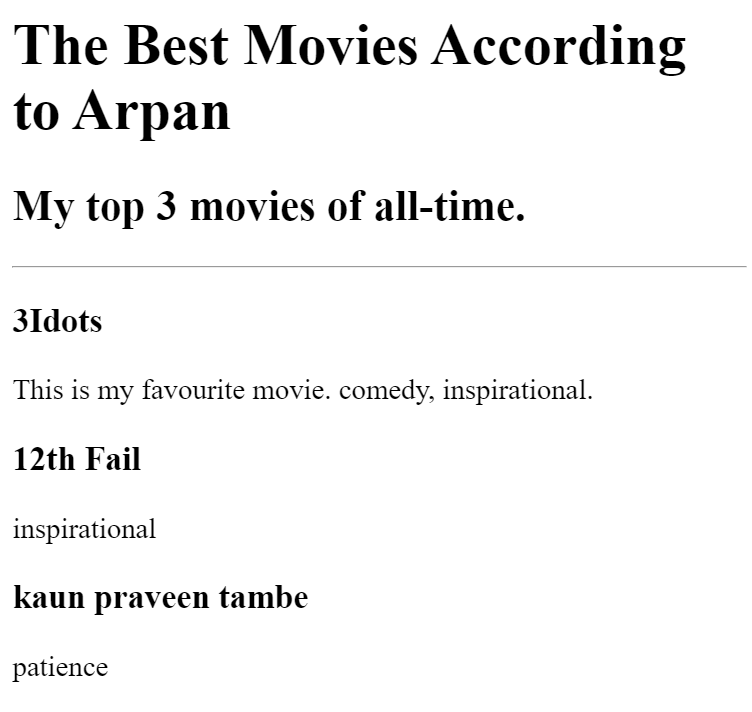 The Best Movies According
to Arpan
My top 3 movies of all-time.
3Idots
This is my favourite movie. comedy, inspirational.
12th Fail
inspirational
kaun praveen tambe
patience